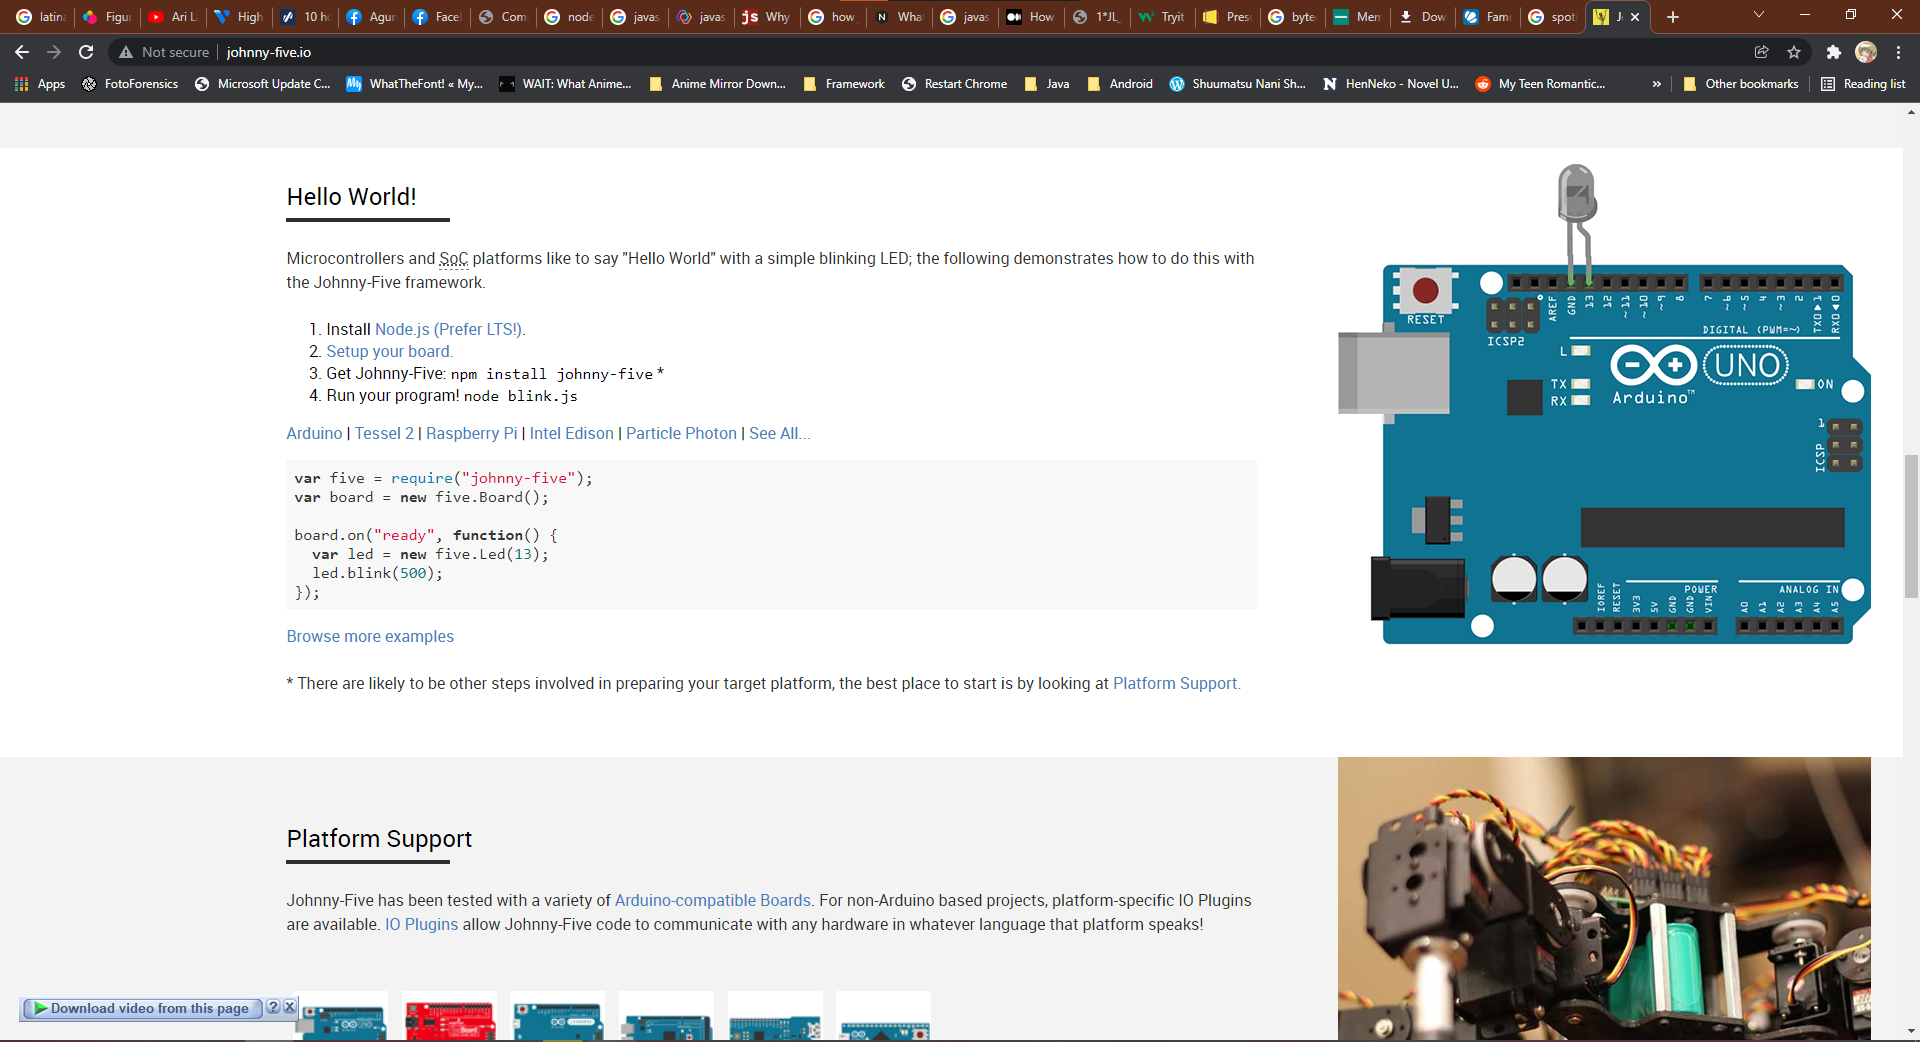 latina
Figur
Ari L
High
10 h
Agur
Facel
Com
node
javas
javas
Why
how
What
javas
How
1*JL
Tryit
Pres
byte
Mem
Dow
Fam
spot
J
Not secure
johnny-five.io
Apps
FotoForensics
Microsoft Update C...
WhatTheFont! « My...
WAIT: What Anime...
Anime Mirror Down...
Framework
Restart Chrome
Java
Android
Shuumatsu Nani Sh...
HenNeko - Novel U...
My Teen Romantic...
»
Other bookmarks
Reading list
Hello World!
Microcontrollers and SoC platforms like to say "Hello World" with a simple blinking LED; the following demonstrates how to do this with
the Johnny-Five framework.
1. Install Node.js (Prefer LTS!).
2. Setup your board.
3. Get Johnny-Five: npm install johnny-five *
4. Run your program! node blink.js
Arduino | Tessel 2 | Raspberry Pi | Intel Edison | Particle Photon | See All...
var five = require("johnny-five");
var board = new five.Board();
board.on("ready", function() {
var led = new five.Led(13);
led.blink(500);
});
Browse more examples
* There are likely to be other steps involved in preparing your target platform, the best place to start is by looking at Platform Support.
RESET
ICSP2
AREF
GND
13
12
~11
~10
~9
8
7
~6
~5
4
~3
2
TX0▶1
RX0◀0
DIGITAL (PWM=~)
L
TX
RX
UNO
Arduino™
ON
1
ICSP
IOREF
RESET
3V3
5V
GND
GND
VIN
POWER
ANALOG IN
A0
A1
A2
A3
A4
A5
Platform Support
Johnny-Five has been tested with a variety of Arduino-compatible Boards. For non-Arduino based projects, platform-specific IO Plugins
are available. IO Plugins allow Johnny-Five code to communicate with any hardware in whatever language that platform speaks!
Download video from this page
?